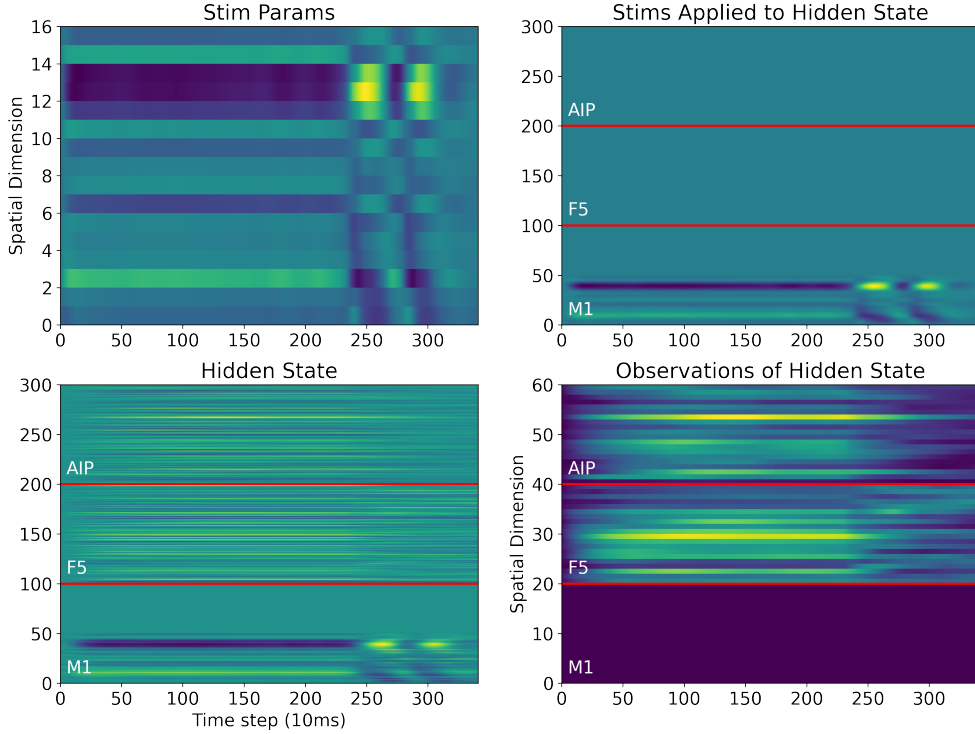 Stim Params
Spatial Dimension
16
14
12
10
8
6
4
2
0
0 50 100 150 200 250 300
Stims Applied to Hidden State
300
250
200
150
100
50
0
AIP
F5
M1
0 50 100 150 200 250 300
Hidden State
300
250
200
150
100
50
0
AIP
F5
M1
0 50 100 150 200 250 300
Time step (10ms)
Observations of Hidden State
Spatial Dimension
60
50
40
30
20
10
0
AIP
F5
M1
0 50 100 150 200 250 300